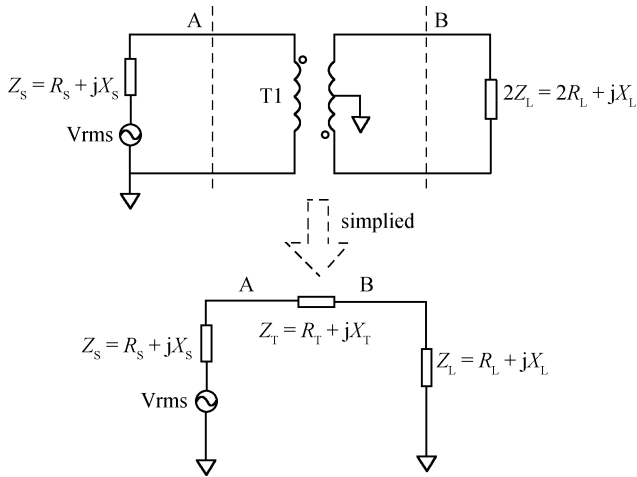 A
B
Z_S = R_S + jX_S
T1
2Z_L = 2R_L + jX_L
Vrms
simplied
A
B
Z_S = R_S + jX_S
Z_T = R_T + jX_T
Z_L = R_L + jX_L
Vrms